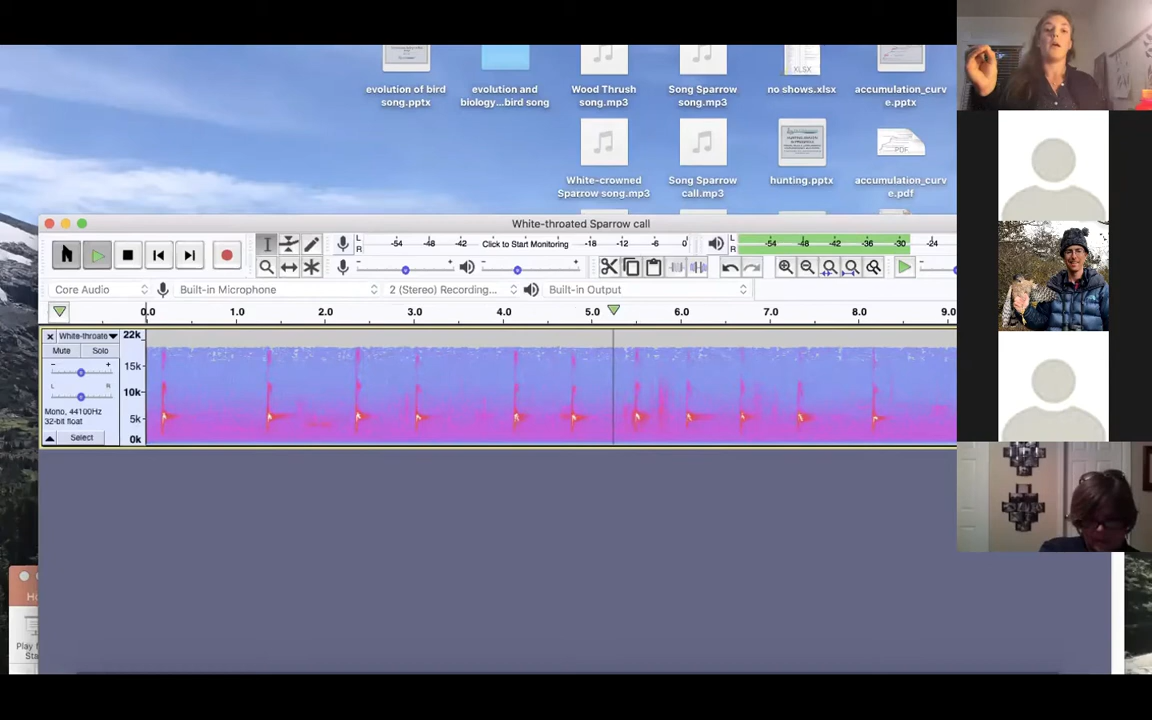 evolution of bird
song.pptx
evolution and
biology...bird song
Wood Thrush
song.mp3
Song Sparrow
song.mp3
XLSX
no shows.xlsx
accumulation_curv
e.pptx
White-crowned
Sparrow song.mp3
Song Sparrow
call.mp3
hunting.pptx
PDF
accumulation_curv
e.pdf
White-throated Sparrow call
L
R
-54 -48 -42 Click to Start Monitoring -18 -12 -6 0
L
R
-54 -48 -42 -36 -30 -24
Core Audio
Built-in Microphone
2 (Stereo) Recording...
Built-in Output
0.0 1.0 2.0 3.0 4.0 5.0 6.0 7.0 8.0 9.0
White-throate
Mute Solo
- +
L R
Mono, 44100Hz
32-bit float
Select
22k
15k
10k
5k
0k
Play
Sta